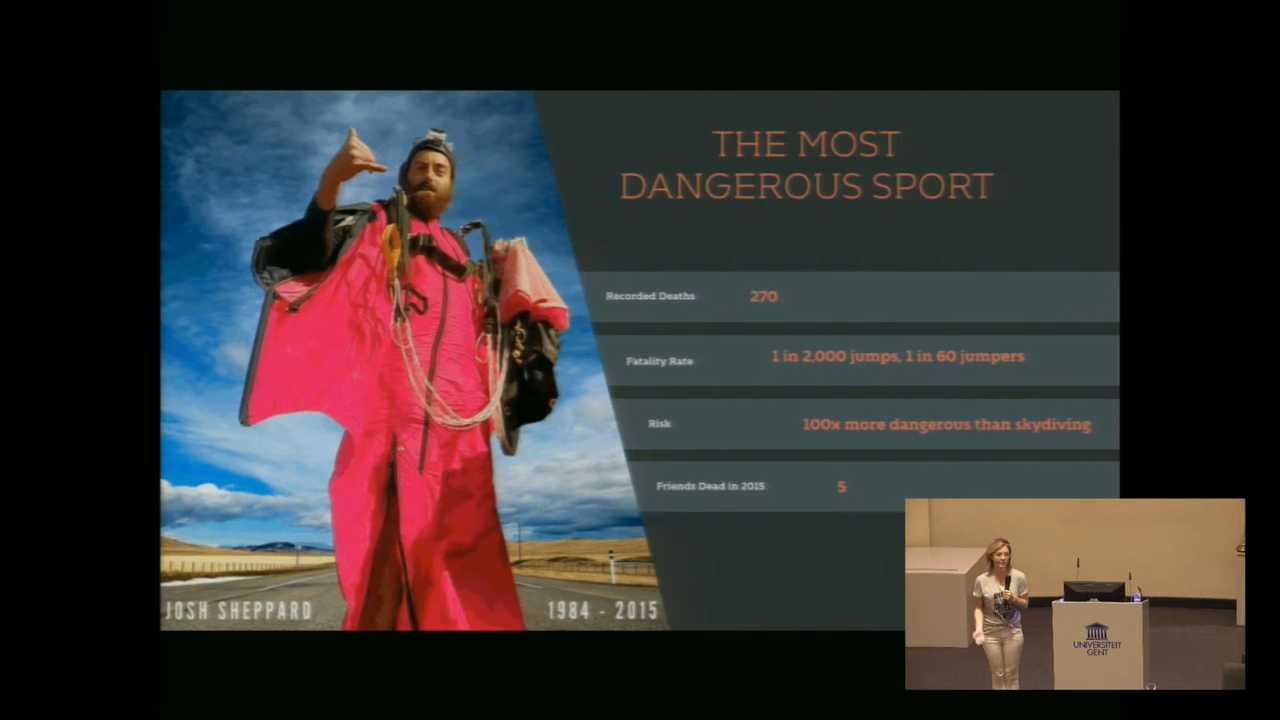 THE MOST
DANGEROUS SPORT
Recorded Deaths 270
Fatality Rate 1 in 2,000 jumps, 1 in 60 jumpers
Risk 100x more dangerous than skydiving
Friends Dead in 2015 5
JOSH SHEPPARD 1984 - 2015
UNIVERSITEIT
GENT